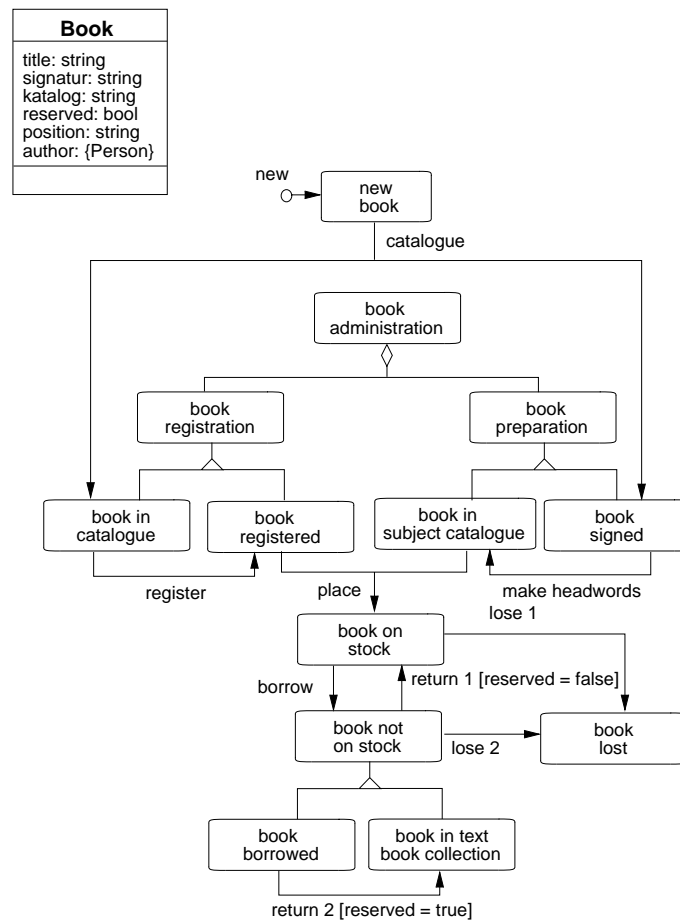 Book
title: string
signatur: string
katalog: string
reserved: bool
position: string
author: {Person}
new
new
book
catalogue
book
administration
book
registration
book
preparation
book in
catalogue
book
registered
book in
subject catalogue
book
signed
register
place
make headwords
lose 1
book on
stock
borrow
return 1 [reserved = false]
book not
on stock
lose 2
book
lost
book
borrowed
book in text
book collection
return 2 [reserved = true]